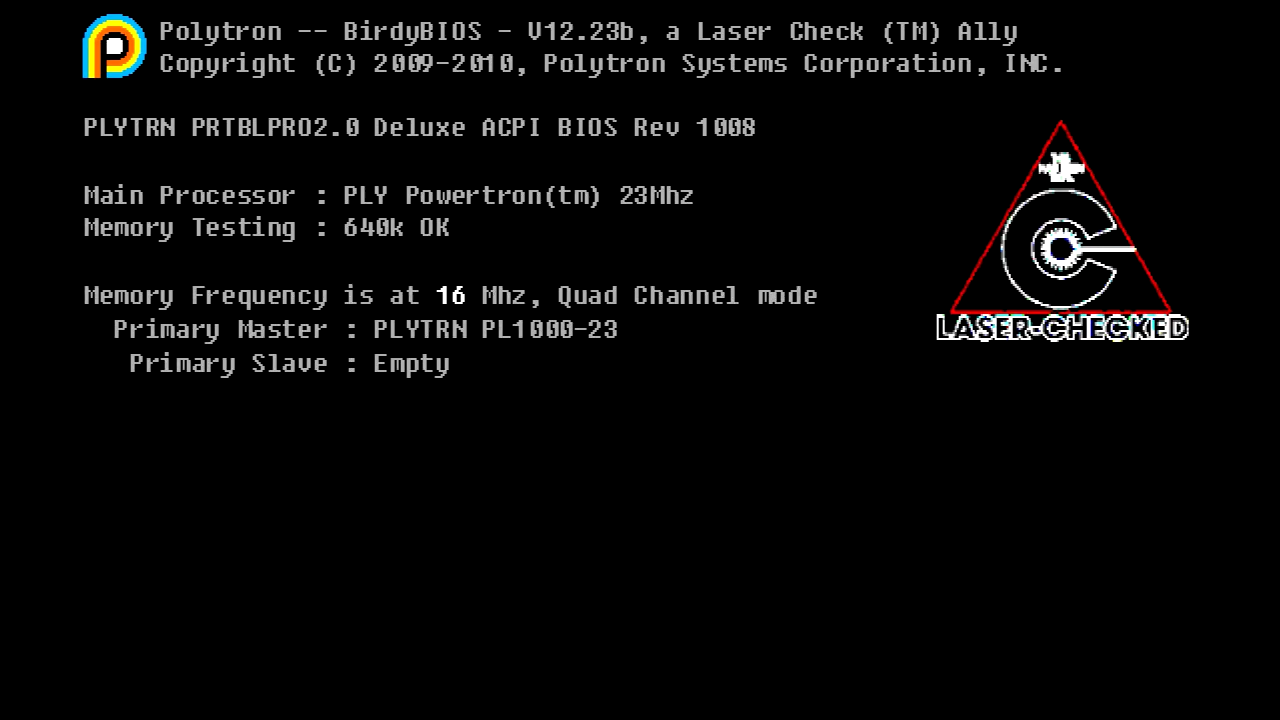 Polytron -- BirdyBIOS - V12.23b, a Laser Check (TM) Ally
Copyright (C) 2009-2010, Polytron Systems Corporation, INC.
PLYTRN PRTBLPRO2.0 Deluxe ACPI BIOS Rev 1008
Main Processor : PLY Powertron(tm) 23Mhz
Memory Testing : 640k OK
Memory Frequency is at 16 Mhz, Quad Channel mode
Primary Master : PLYTRN PL1000-23
Primary Slave : Empty
LASER-CHECKED